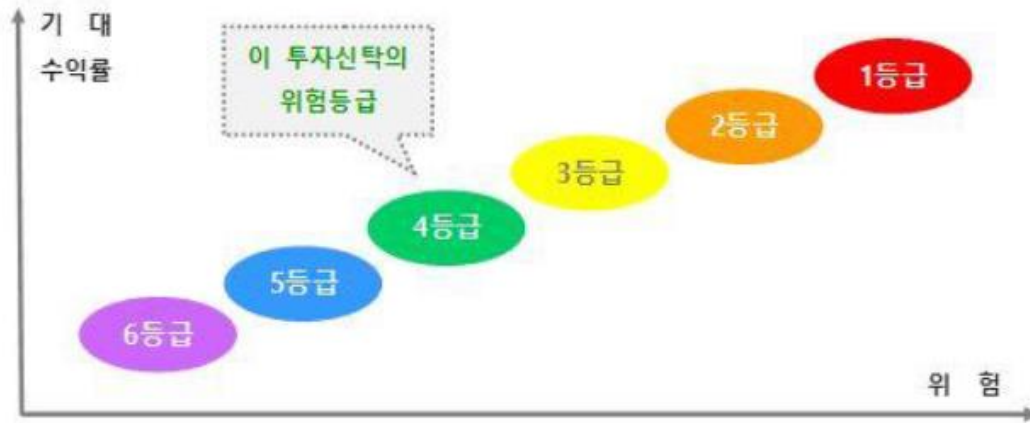 기 대
수익률
이 투자신탁의
위험등급
1등급
2등급
3등급
4등급
5등급
6등급
위 험